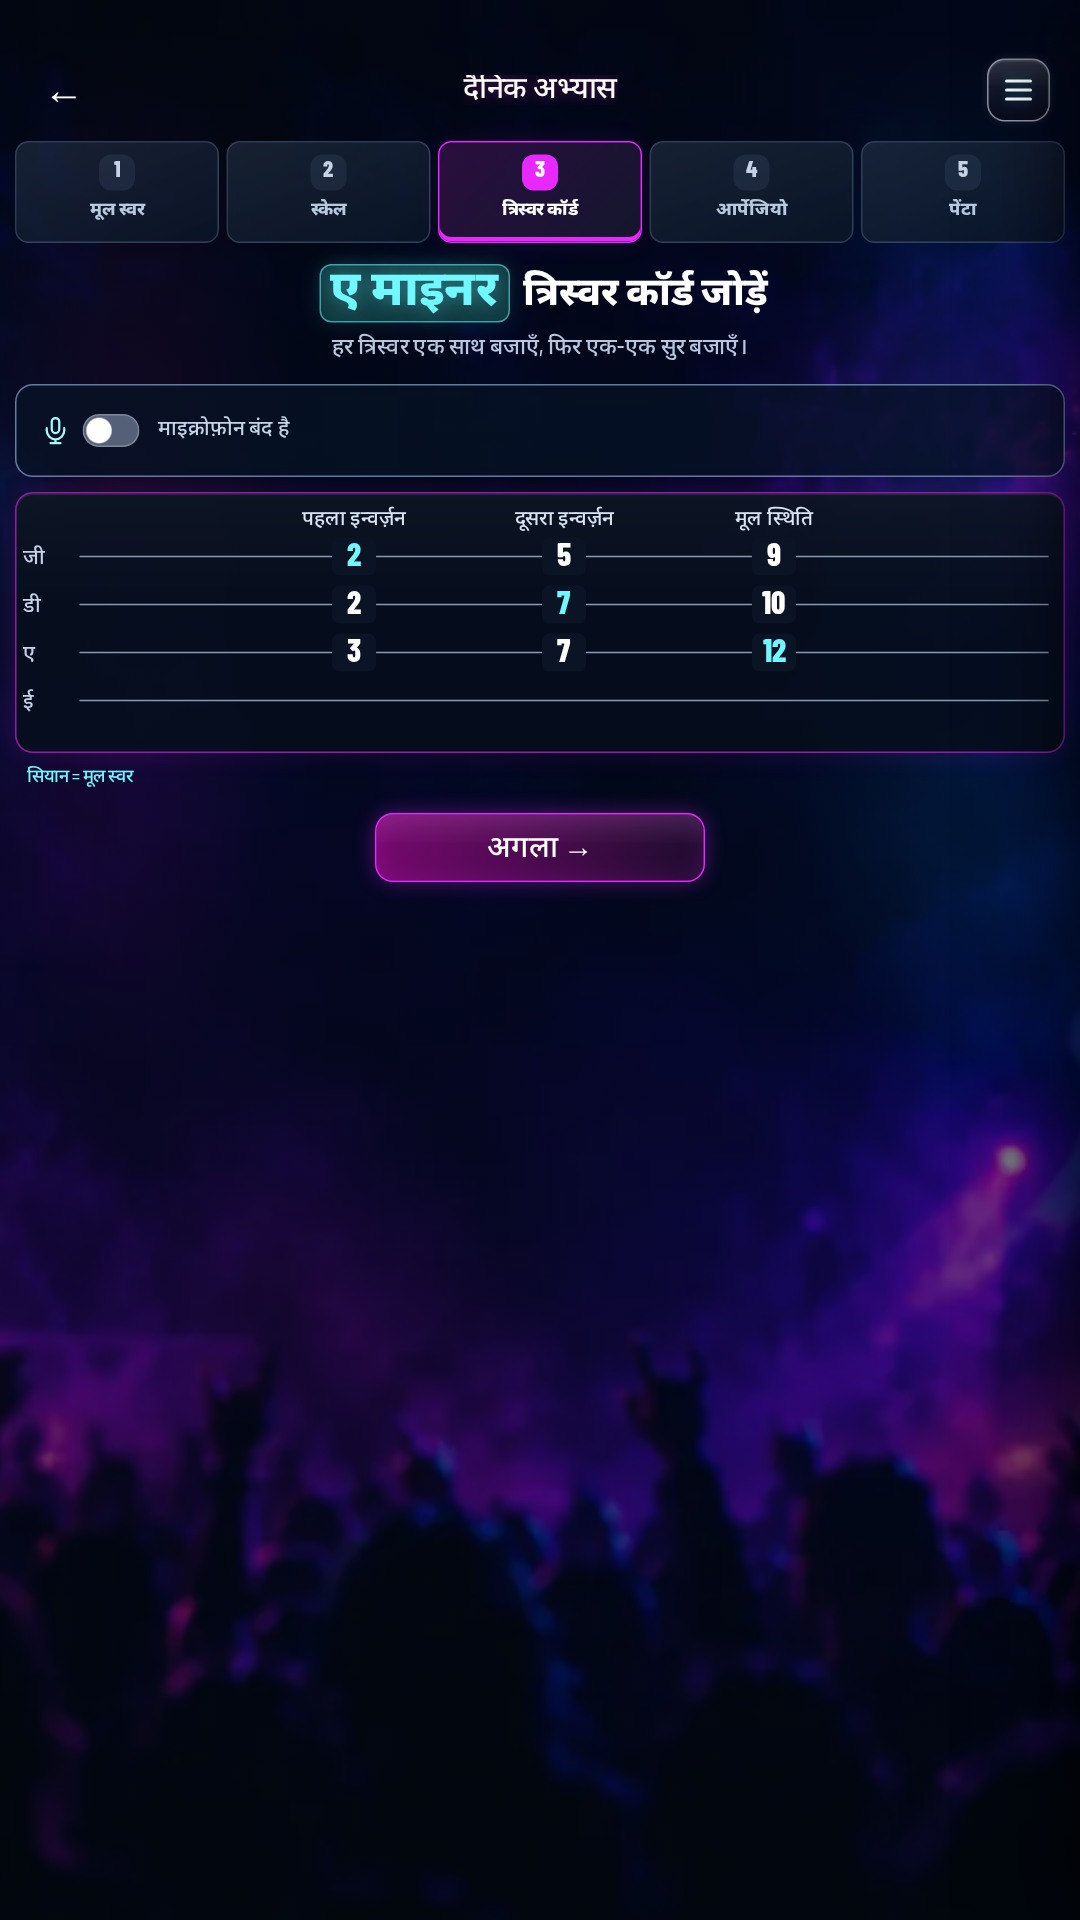 ←
दैनिक अभ्यास
1
मूल स्वर
2
स्केल
3
त्रिस्वर कॉर्ड
4
आर्पेजियो
5
पेंटा
ए माइनर त्रिस्वर कॉर्ड जोड़ें
हर त्रिस्वर एक साथ बजाएँ, फिर एक-एक सुर बजाएँ।
माइक्रोफ़ोन बंद है
पहला इन्वर्ज़न दूसरा इन्वर्ज़न मूल स्थिति
जी 2 5 9
डी 2 7 10
ए 3 7 12
ई
सियान = मूल स्वर
अगला →